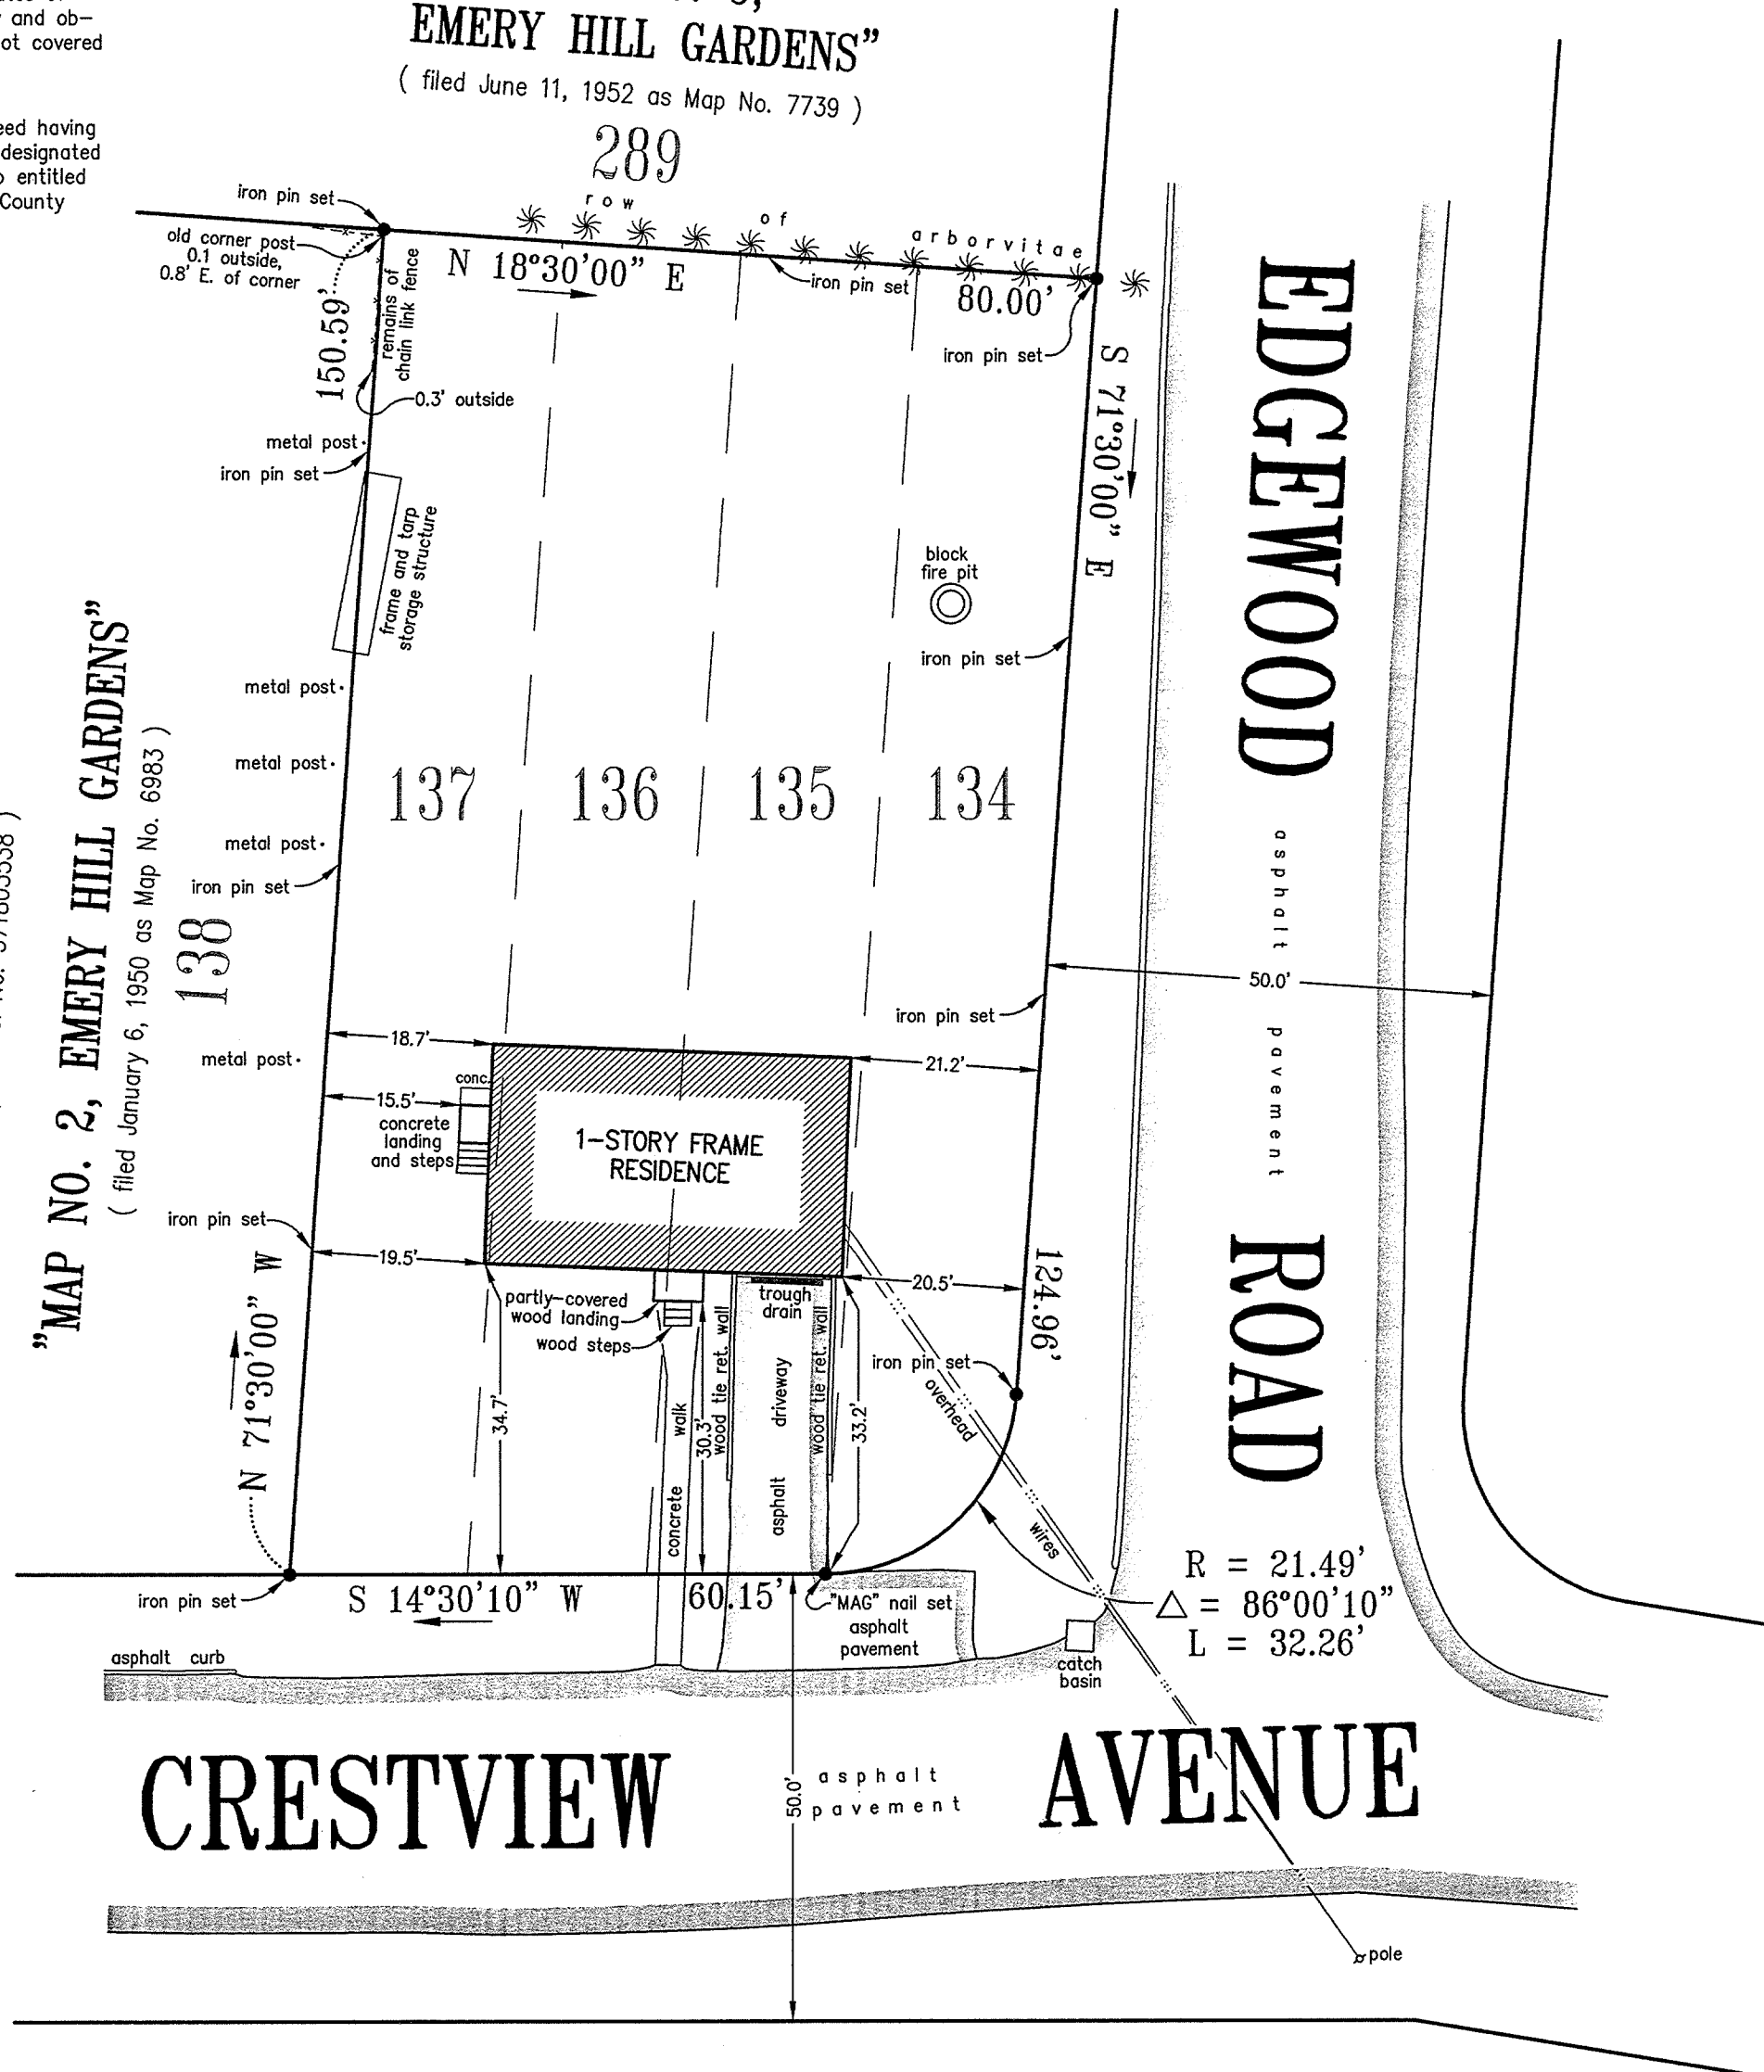 and ob-
ot covered
eed having
designated
entitled
County
EMERY HILL GARDENS"
( filed June 11, 1952 as Map No. 7739 )
289
row of arborvitae
iron pin set
old corner post
0.1 outside,
0.8' E. of corner
N 18°30'00" E
iron pin set
80.00'
iron pin set
150.59'
remains of
chain link fence
0.3' outside
S 71°30'00" E
metal post
iron pin set
frame and tarp
storage structure
block
fire pit
iron pin set
EDGEWOOD
metal post
metal post
137
136
135
134
metal post
iron pin set
"MAP NO. 2, EMERY HILL GARDENS"
( filed January 6, 1950 as Map No. 6983 )
138
asphalt
50.0'
pavement
iron pin set
18.7'
metal post
21.2'
conc.
15.5'
concrete
landing
and steps
1-STORY FRAME
RESIDENCE
iron pin set
19.5'
20.5'
124.96'
ROAD
partly-covered
wood landing
wood steps
trough
drain
wood tie ret. wall
wood tie ret. wall
iron pin set
overhead
wires
34.7'
concrete walk
30.3'
asphalt driveway
33.2'
N 71°30'00" W
R = 21.49'
△ = 86°00'10"
L = 32.26'
iron pin set
S 14°30'10" W
60.15'
"MAG" nail set
asphalt
pavement
asphalt curb
catch
basin
CRESTVIEW
AVENUE
50.0'
asphalt
pavement
pole